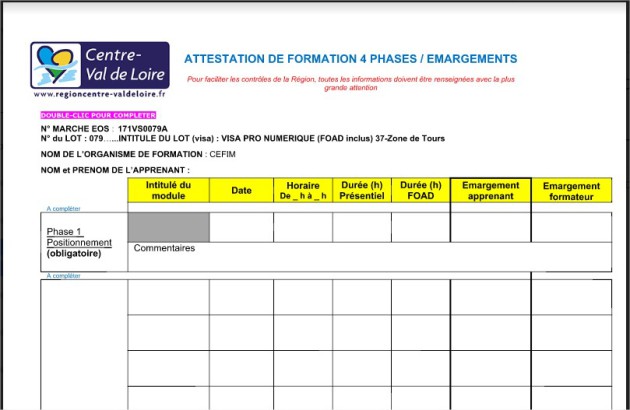 Centre-
Val de Loire
www.regioncentre-valdeloire.fr
ATTESTATION DE FORMATION 4 PHASES / EMARGEMENTS
Pour faciliter les contrôles de la Région, toutes les informations doivent être renseignées avec la plus
grande attention
DOUBLE-CLIC POUR COMPLETER
N° MARCHE EOS : 171VS0079A
N° du LOT : 079…...INTITULE DU LOT (visa) : VISA PRO NUMERIQUE (FOAD inclus) 37-Zone de Tours
NOM DE L'ORGANISME DE FORMATION : CEFIM
NOM et PRENOM DE L'APPRENANT :
Intitulé du
module
Date
Horaire
De _ h à _ h
Durée (h)
Présentiel
Durée (h)
FOAD
Emargement
apprenant
Emargement
formateur
A compléter
Phase 1
Positionnement
(obligatoire)
Commentaires
A compléter